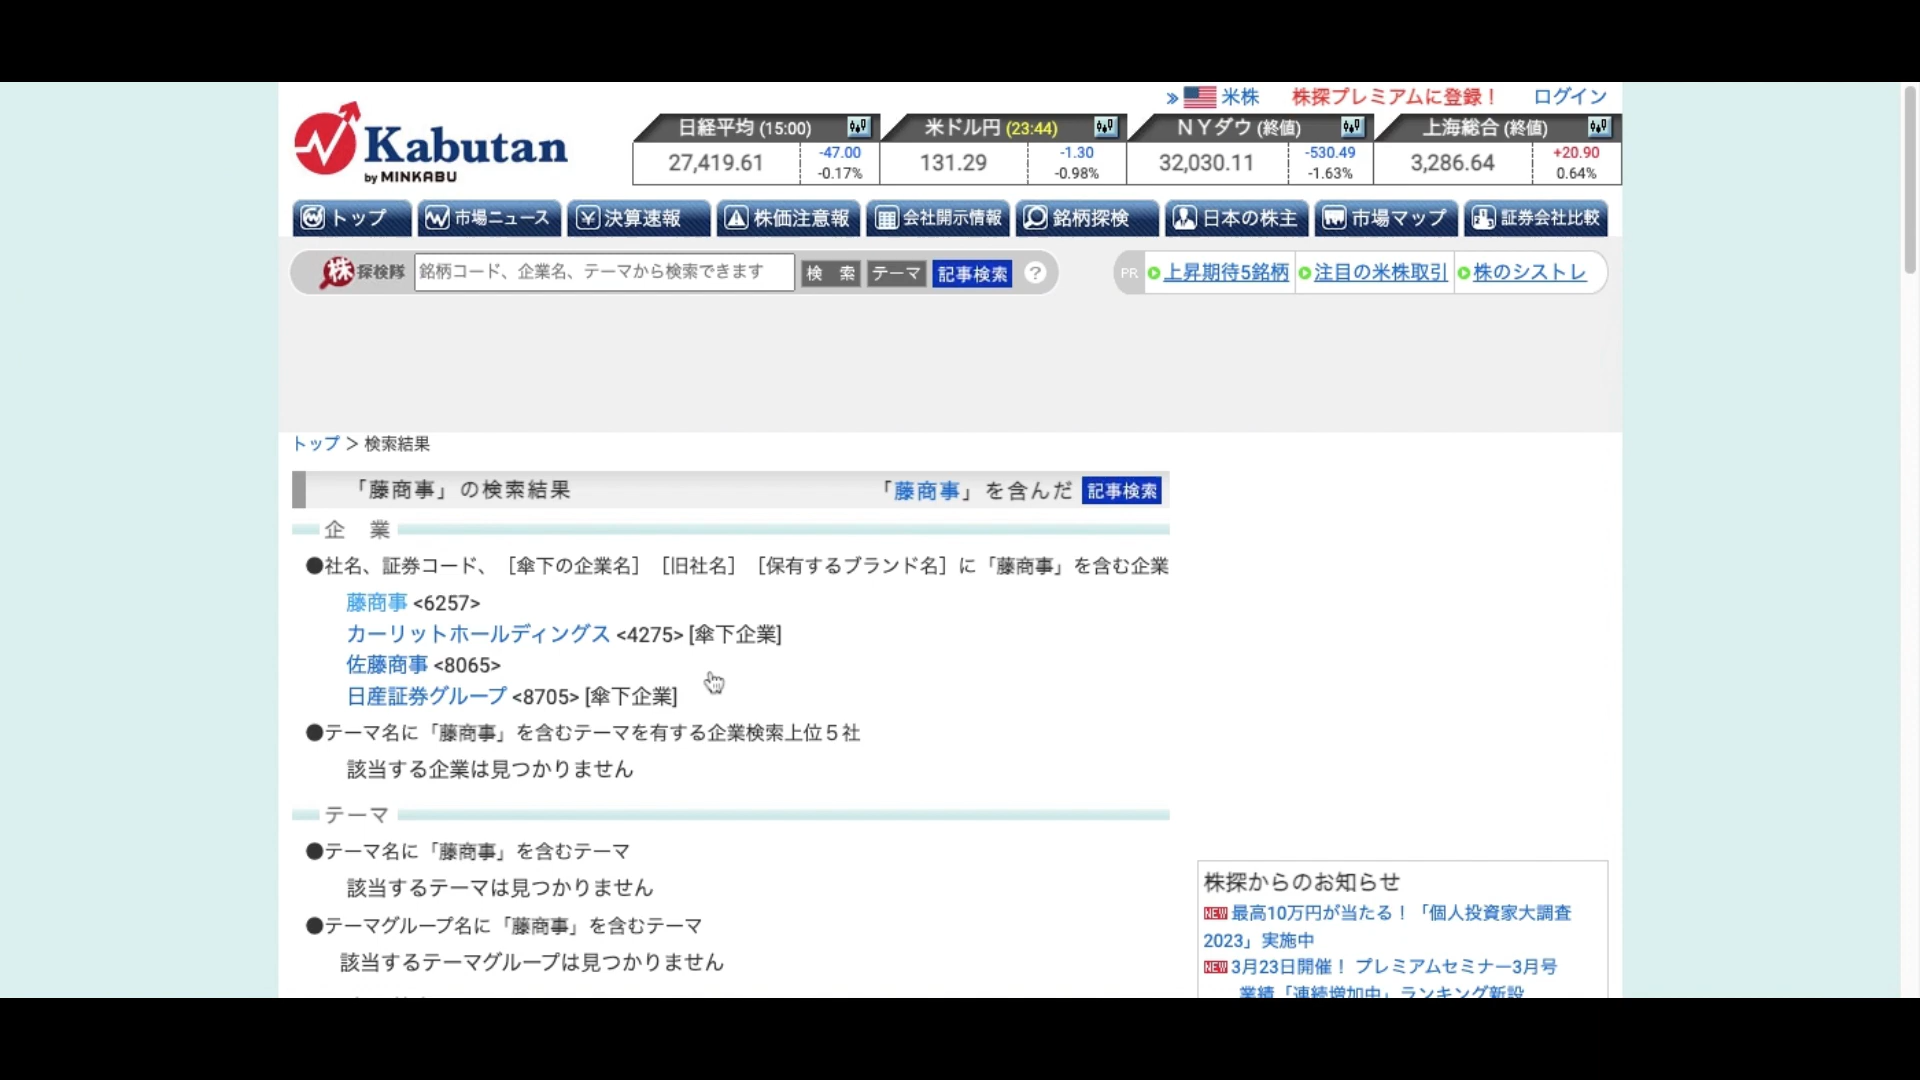 米株 株探プレミアムに登録！ ログイン
Kabutan
by MINKABU
日経平均 (15:00) 米ドル円 (23:44) NYダウ (終値) 上海総合 (終値)
27,419.61 -47.00 -0.17% 131.29 -1.30 -0.98% 32,030.11 -530.49 -1.63% 3,286.64 +20.90 0.64%
トップ 市場ニュース 決算速報 株価注意報 会社開示情報 銘柄探検 日本の株主 市場マップ 証券会社比較
株 探検隊 銘柄コード、企業名、テーマから検索できます 検 索 テーマ 記事検索 ? PR 上昇期待5銘柄 注目の米株取引 株のシストレ
トップ > 検索結果
「藤商事」の検索結果 「藤商事」を含んだ 記事検索
企 業
●社名、証券コード、［傘下の企業名］［旧社名］［保有するブランド名］に「藤商事」を含む企業
藤商事 <6257>
カーリットホールディングス <4275> [傘下企業]
佐藤商事 <8065>
日産証券グループ <8705> [傘下企業]
●テーマ名に「藤商事」を含むテーマを有する企業検索上位５社
該当する企業は見つかりません
テーマ
●テーマ名に「藤商事」を含むテーマ
該当するテーマは見つかりません
●テーマグループ名に「藤商事」を含むテーマ
該当するテーマグループは見つかりません
株探からのお知らせ
NEW 最高10万円が当たる！「個人投資家大調査
2023」実施中
NEW 3月23日開催！ プレミアムセミナー3月号
業績「連続増加中」ランキング新設